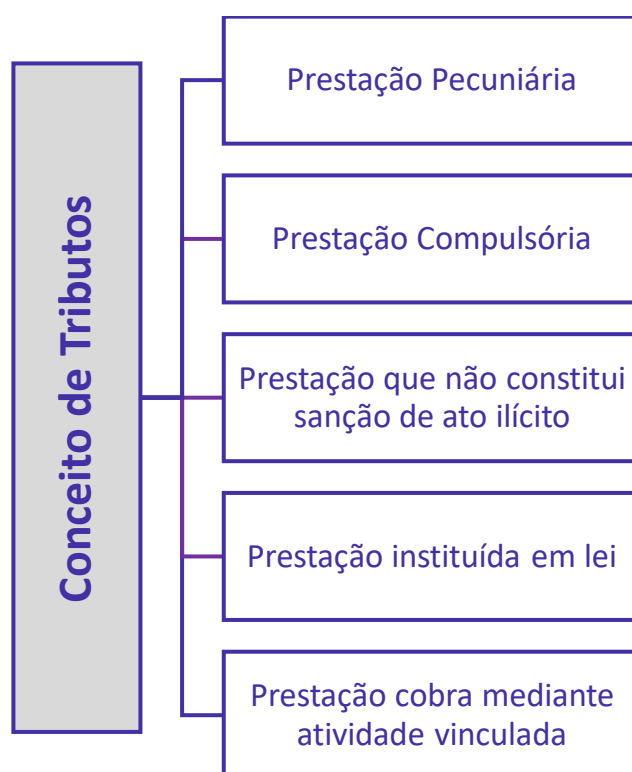 Conceito de Tributos
Prestação Pecuniária
Prestação Compulsória
Prestação que não constitui
sanção de ato ilícito
Prestação instituída em lei
Prestação cobra mediante
atividade vinculada